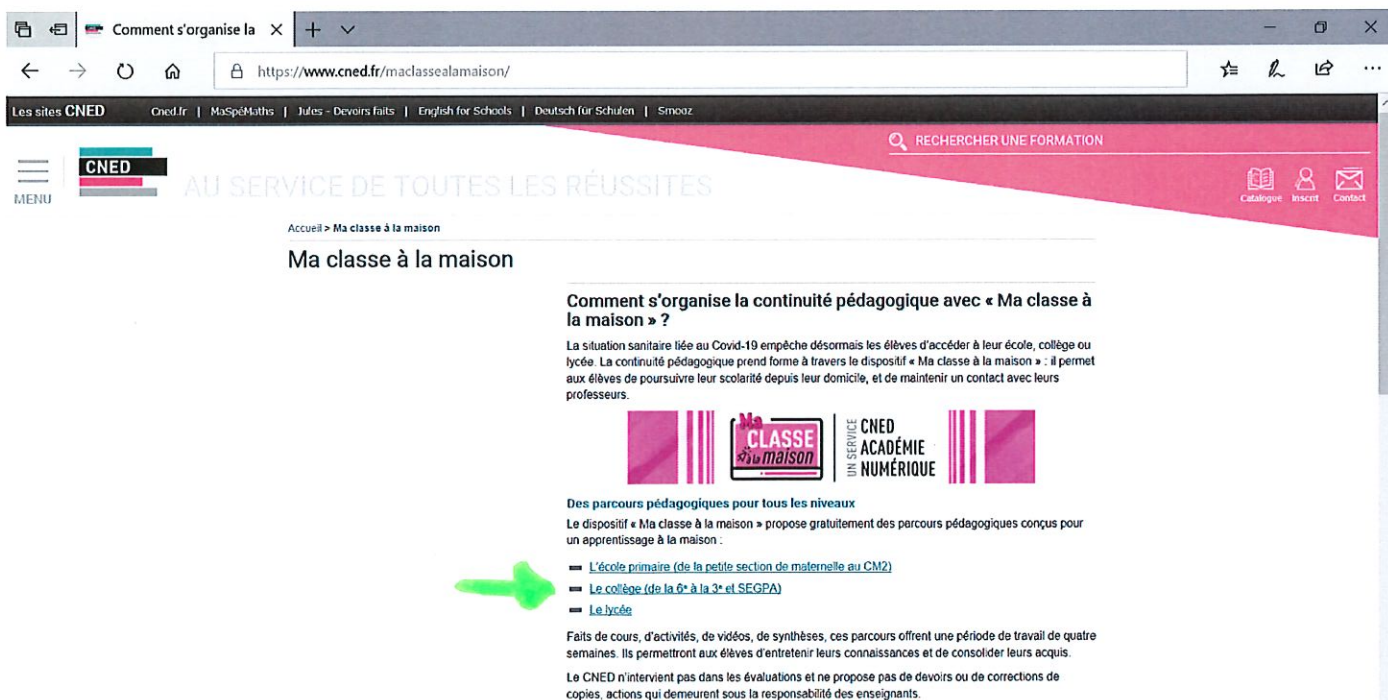 Comment s'organise la
https://www.cned.fr/maclassealamaison/
Les sites CNED Cned.fr | MaSpéMaths | Jules - Devoirs faits | English for Schools | Deutsch für Schulen | Smooz
RECHERCHER UNE FORMATION
MENU
CNED
AU SERVICE DE TOUTES LES RÉUSSITES
Catalogue Inscrit Contact
Accueil > Ma classe à la maison
Ma classe à la maison
Comment s'organise la continuité pédagogique avec « Ma classe à
la maison » ?
La situation sanitaire liée au Covid-19 empêche désormais les élèves d'accéder à leur école, collège ou
lycée. La continuité pédagogique prend forme à travers le dispositif « Ma classe à la maison » : il permet
aux élèves de poursuivre leur scolarité depuis leur domicile, et de maintenir un contact avec leurs
professeurs.
Ma
CLASSE
à la maison
UN SERVICE
CNED
ACADÉMIE
NUMÉRIQUE
Des parcours pédagogiques pour tous les niveaux
Le dispositif « Ma classe à la maison » propose gratuitement des parcours pédagogiques conçus pour
un apprentissage à la maison :
L'école primaire (de la petite section de maternelle au CM2)
Le collège (de la 6e à la 3e et SEGPA)
Le lycée
Faits de cours, d'activités, de vidéos, de synthèses, ces parcours offrent une période de travail de quatre
semaines. Ils permettront aux élèves d'entretenir leurs connaissances et de consolider leurs acquis.
Le CNED n'intervient pas dans les évaluations et ne propose pas de devoirs ou de corrections de
copies, actions qui demeurent sous la responsabilité des enseignants.